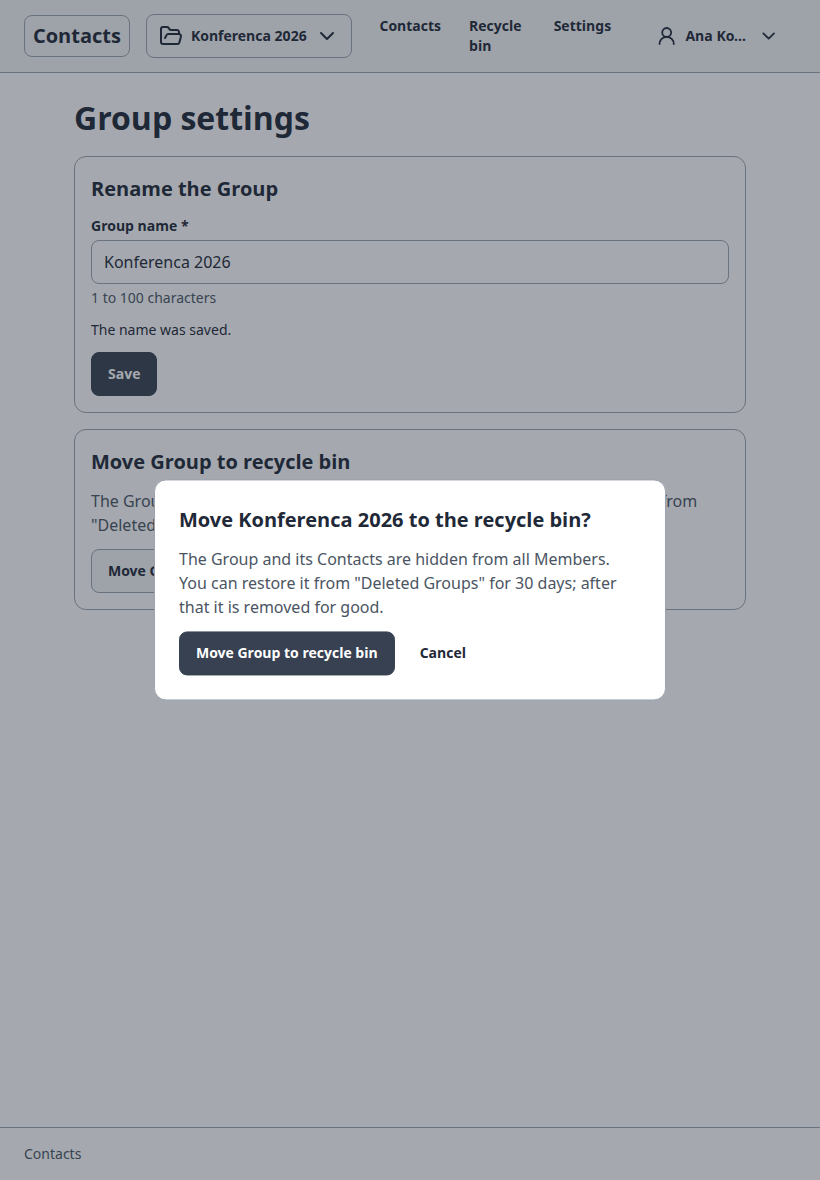 Contacts
Konferenca 2026
Contacts
Recycle
bin
Settings
Ana Ko...
Group settings
Rename the Group
Group name *
Konferenca 2026
1 to 100 characters
The name was saved.
Save
Move Group to recycle bin
The from
"Deleted
Move
Move Konferenca 2026 to the recycle bin?
The Group and its Contacts are hidden from all Members.
You can restore it from "Deleted Groups" for 30 days; after
that it is removed for good.
Move Group to recycle bin
Cancel
Contacts